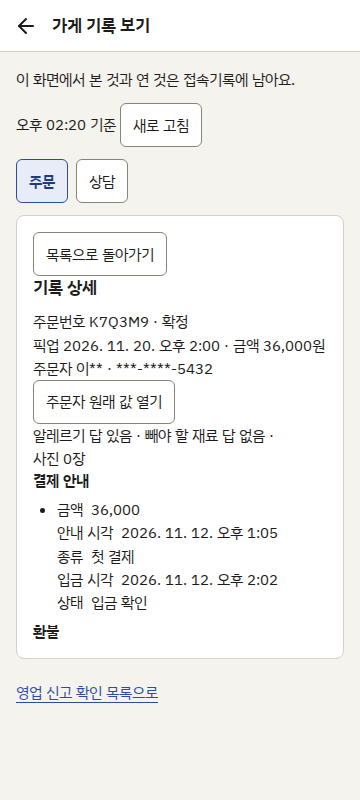 가게 기록 보기
이 화면에서 본 것과 연 것은 접속기록에 남아요.
오후 02:20 기준 새로 고침
주문 상담
목록으로 돌아가기
기록 상세
주문번호 K7Q3M9 · 확정
픽업 2026. 11. 20. 오후 2:00 · 금액 36,000원
주문자 이** · ***-****-5432
주문자 원래 값 열기
알레르기 답 있음 · 빼야 할 재료 답 없음 ·
사진 0장
결제 안내
• 금액 36,000
안내 시각 2026. 11. 12. 오후 1:05
종류 첫 결제
입금 시각 2026. 11. 12. 오후 2:02
상태 입금 확인
환불
영업 신고 확인 목록으로